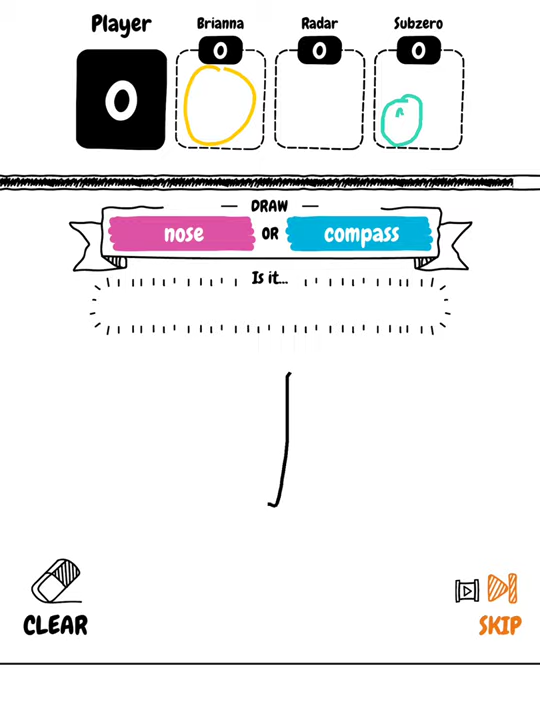 Player Brianna Radar Subzero
0 0 0 0
DRAW
nose OR compass
Is it...
CLEAR SKIP